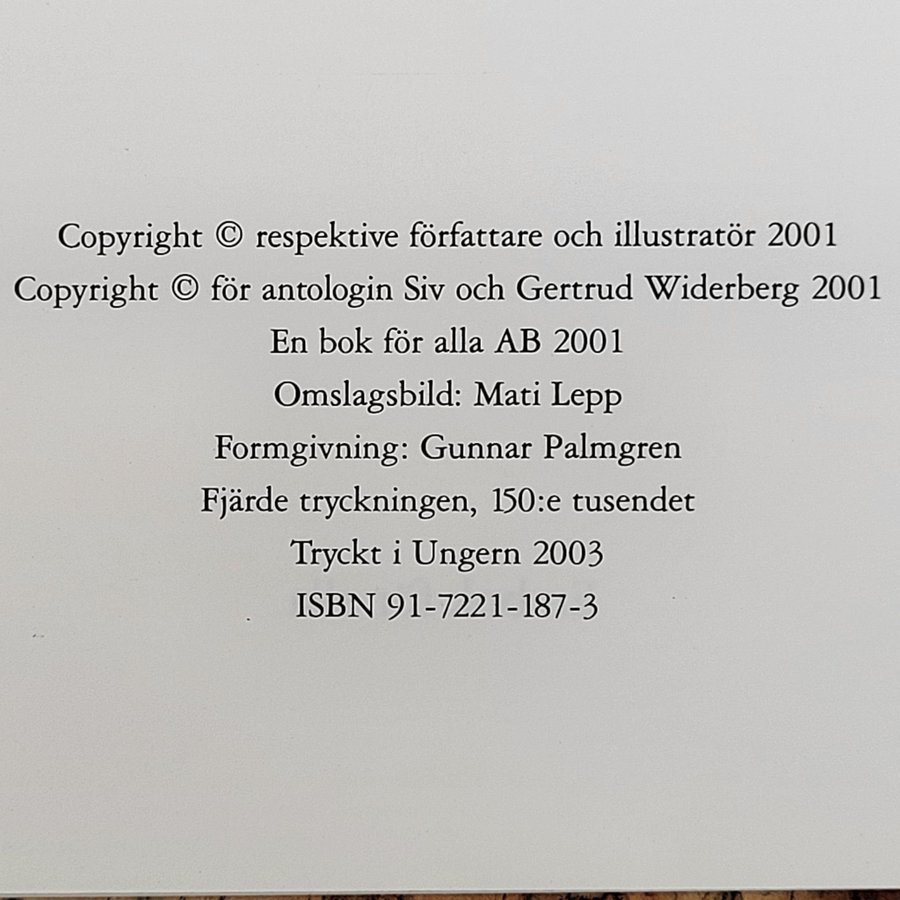 Copyright © respektive författare och illustratör 2001
Copyright © för antologin Siv och Gertrud Widerberg 2001
En bok för alla AB 2001
Omslagsbild: Mati Lepp
Formgivning: Gunnar Palmgren
Fjärde tryckningen, 150:e tusendet
Tryckt i Ungern 2003
ISBN 91-7221-187-3